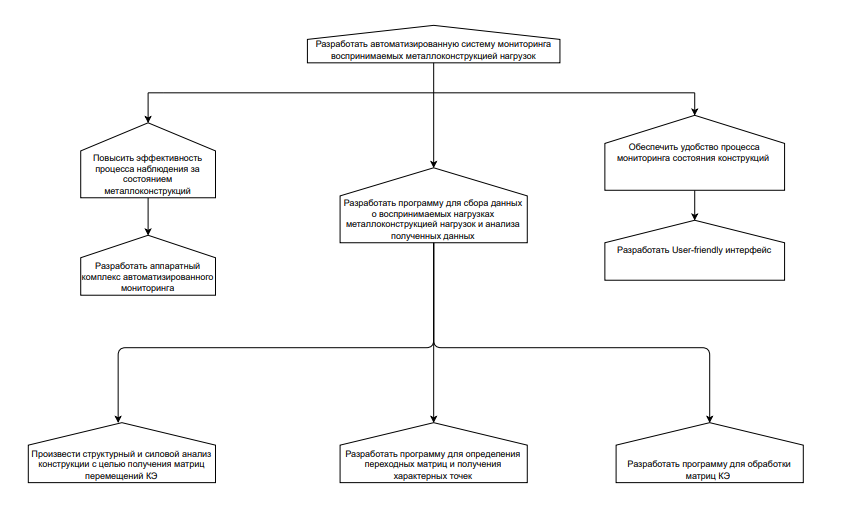 Разработать автоматизированную систему мониторинга
воспринимаемых металлоконструкцией нагрузок
Повысить эффективность
процесса наблюдения за
состоянием
металлоконструкций
Разработать программу для сбора данных
о воспринимаемых нагрузках
металлоконструкцией нагрузок и анализа
полученных данных
Обеспечить удобство процесса
мониторинга состояния конструкций
Разработать аппаратный
комплекс автоматизированного
мониторинга
Разработать User-friendly интерфейс
Произвести структурный и силовой анализ
конструкции с целью получения матриц
перемещений КЭ
Разработать программу для определения
переходных матриц и получения
характерных точек
Разработать программу для обработки
матриц КЭ